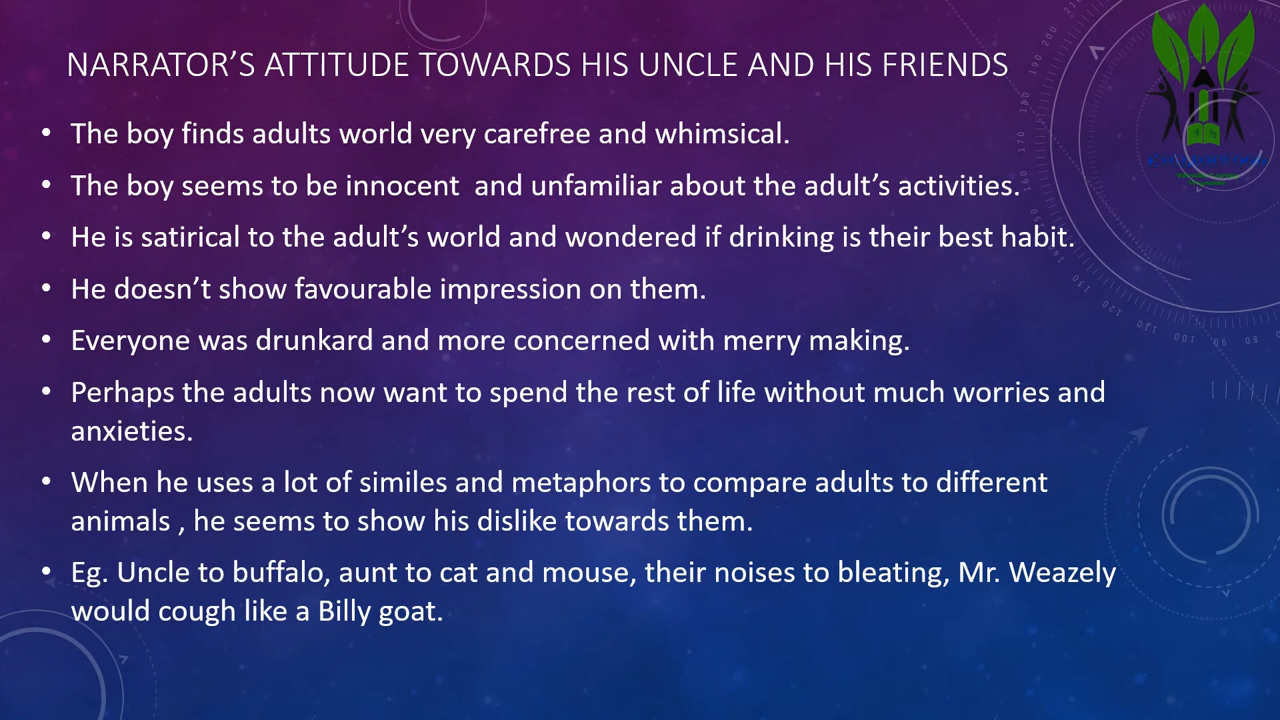 NARRATOR'S ATTITUDE TOWARDS HIS UNCLE AND HIS FRIENDS
• The boy finds adults world very carefree and whimsical.
• The boy seems to be innocent  and unfamiliar about the adult's activities.
• He is satirical to the adult's world and wondered if drinking is their best habit.
• He doesn't show favourable impression on them.
• Everyone was drunkard and more concerned with merry making.
• Perhaps the adults now want to spend the rest of life without much worries and
anxieties.
• When he uses a lot of similes and metaphors to compare adults to different
animals , he seems to show his dislike towards them.
• Eg. Uncle to buffalo, aunt to cat and mouse, their noises to bleating, Mr. Weazely
would cough like a Billy goat.